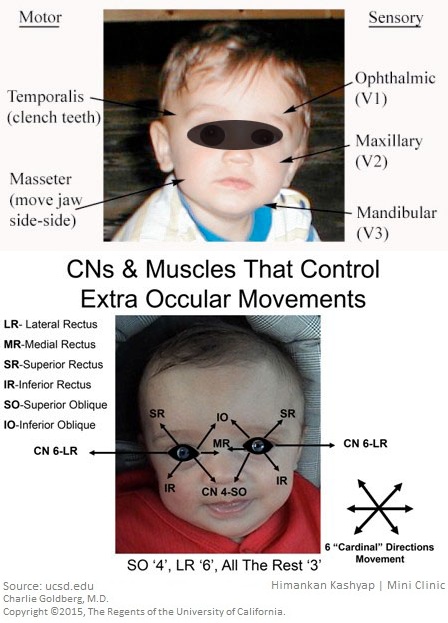 Motor
Sensory
Temporalis
(clench teeth)
Ophthalmic
(V1)
Maxillary
(V2)
Masseter
(move jaw
side-side)
Mandibular
(V3)
CNs & Muscles That Control
Extra Occular Movements
LR- Lateral Rectus
MR-Medial Rectus
SR-Superior Rectus
IR-Inferior Rectus
SO-Superior Oblique
IO-Inferior Oblique
SR
IO
SR
CN 6-LR
MR
CN 6-LR
IR
CN 4-SO
IR
6 “Cardinal” Directions
Movement
SO ‘4’, LR ‘6’, All The Rest ‘3’
Source: ucsd.edu
Himankan Kashyap | Mini Clinic
Charlie Goldberg, M.D.
Copyright ©2015, The Regents of the University of California.